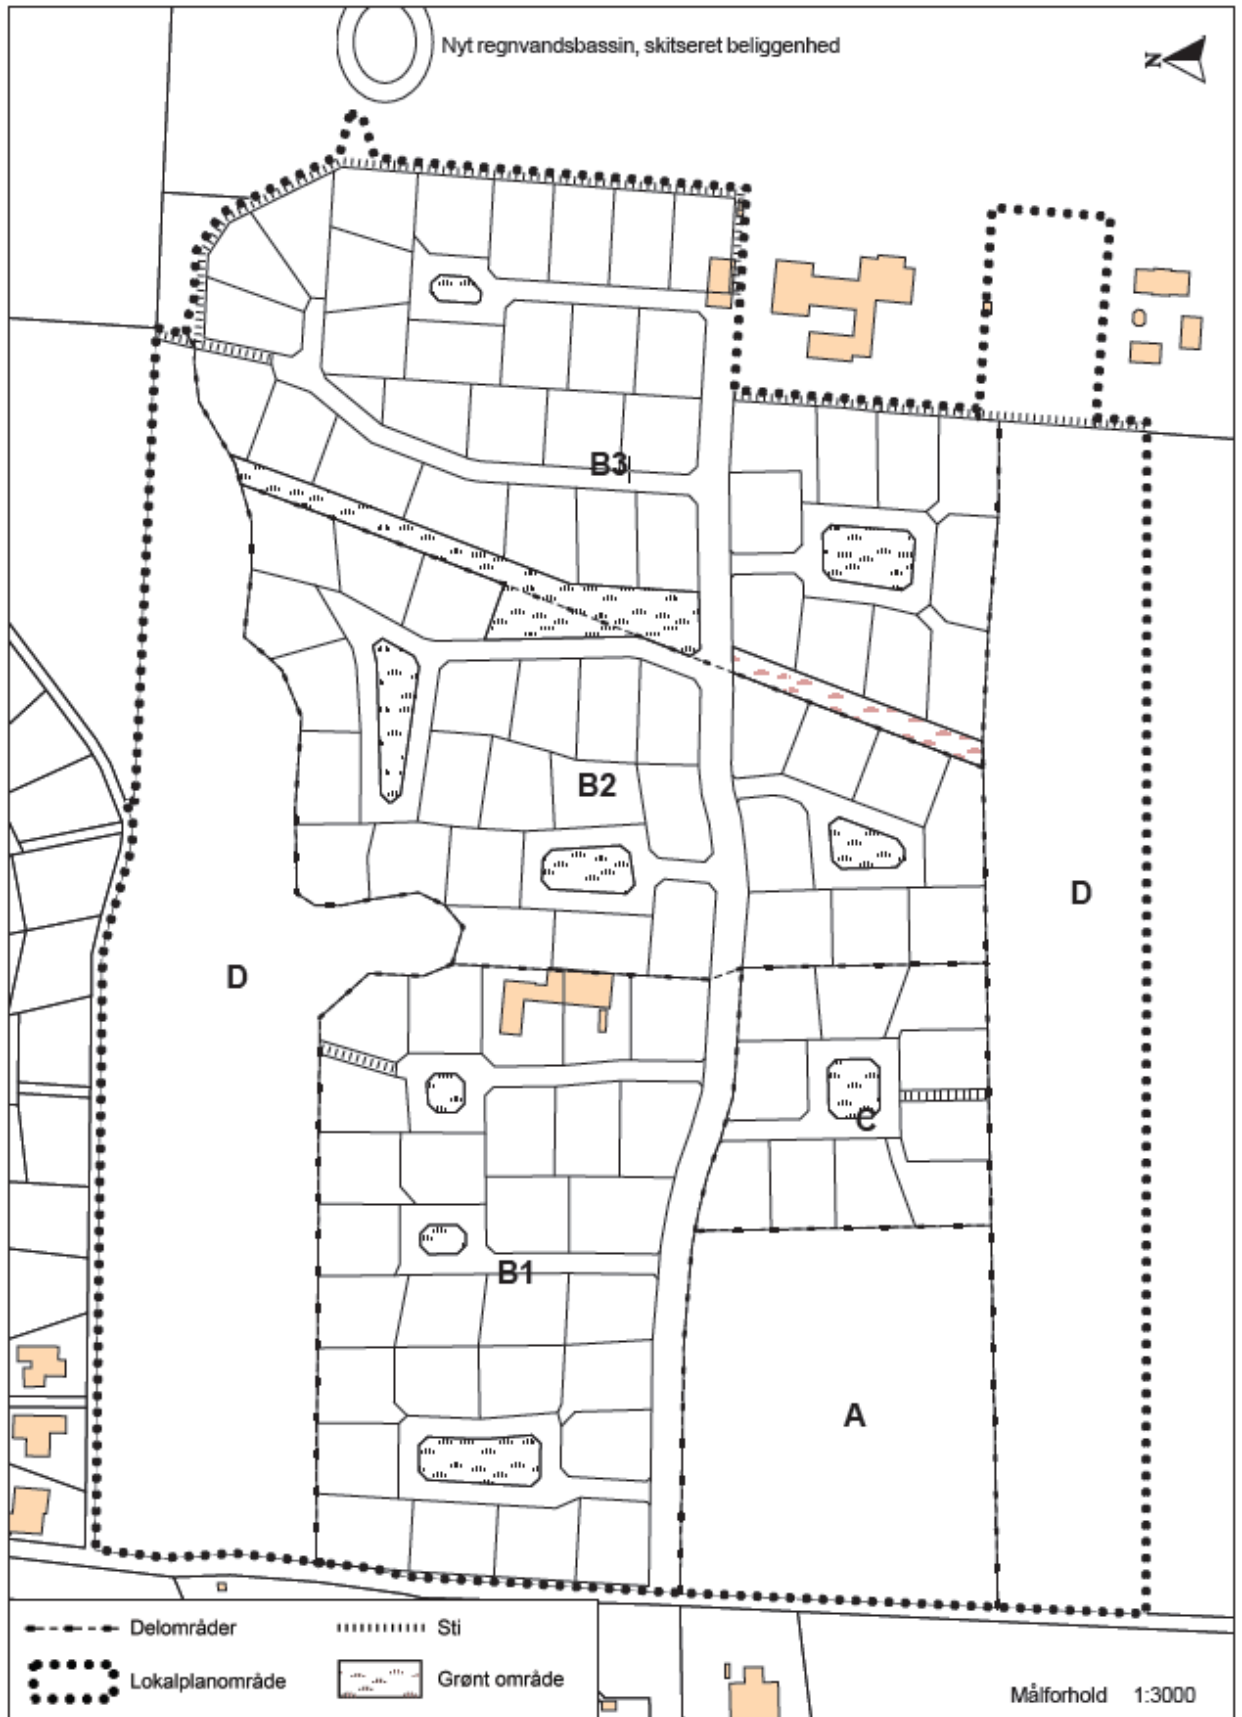 Nyt regnvandsbassin, skitseret beliggenhed
N
B3
B2
D
D
C
B1
A
Delområder
Sti
Lokalplanområde
Grønt område
Målforhold 1:3000